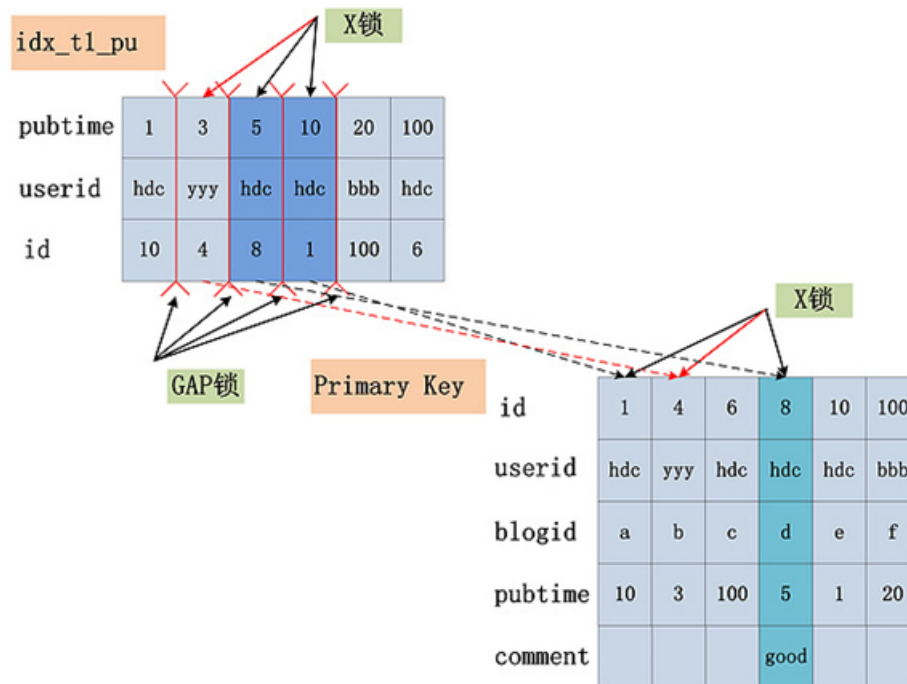 X锁
idx_t1_pu
pubtime 1 3 5 10 20 100
userid hdc yyy hdc hdc bbb hdc
id 10 4 8 1 100 6
X锁
GAP锁
Primary Key
id 1 4 6 8 10 100
userid hdc yyy hdc hdc hdc bbb
blogid a b c d e f
pubtime 10 3 100 5 1 20
comment good